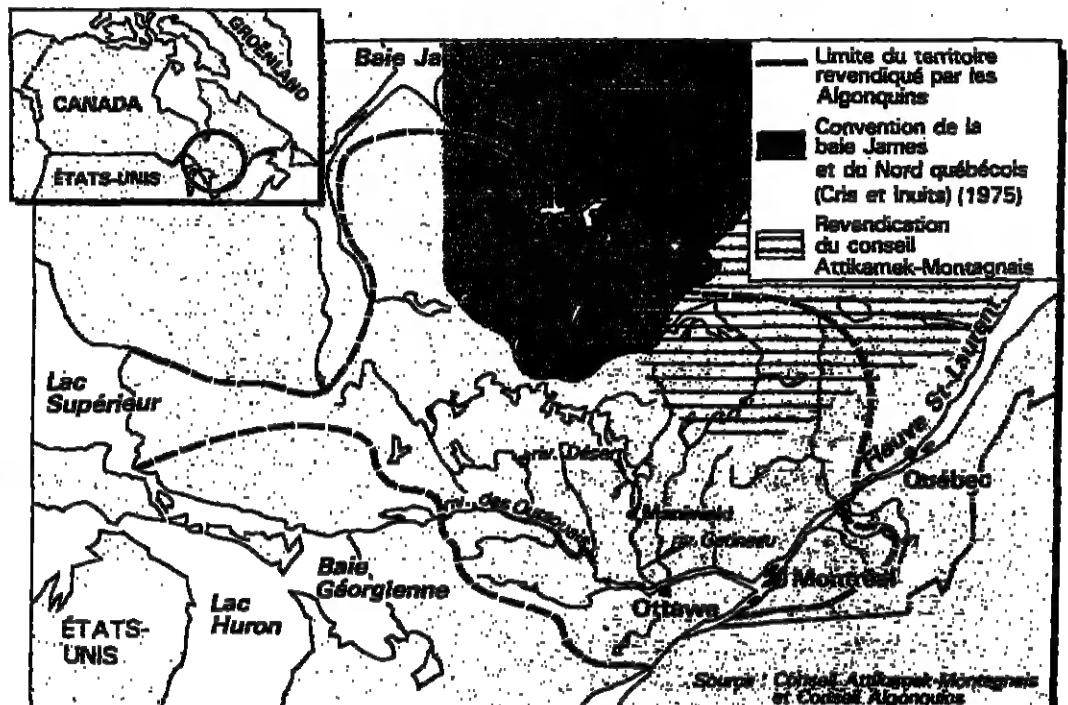 GROËNLAND
CANADA
ÉTATS-UNIS
Baie Ja
Limite du territoire
revendiqué par les
Algonquins
Convention de la
baie James
et du Nord québécois
(Cris et Inuits) (1975)
Revendication
du conseil
Attikamek-Montagnais
Lac
Supérieur
Fleuve St-Laurent
riv. Désert
Québec
riv. des Outaouais
Maniwaki
riv. Gatineau
Montréal
Baie
Géorgienne
Ottawa
Lac
Huron
ÉTATS-
UNIS
Source : Conseil Attikamek-Montagnais
et Conseil Algonquins